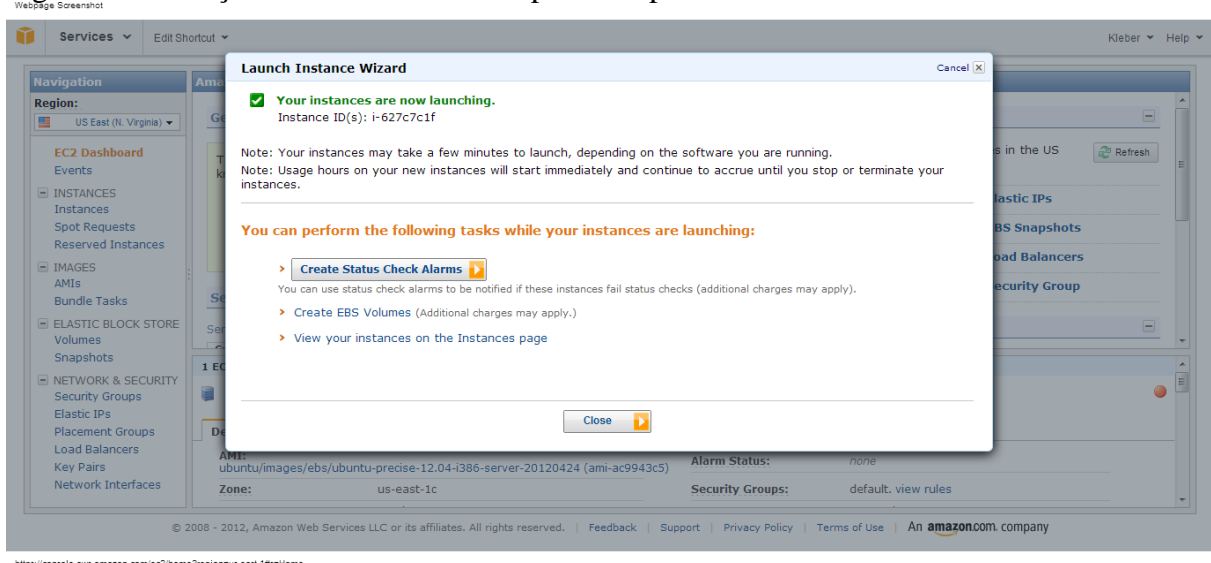 Webpage Screenshot
Services Edit Shortcut Kleber Help
Navigation
Region:
US East (N. Virginia)
EC2 Dashboard
Events
INSTANCES
Instances
Spot Requests
Reserved Instances
IMAGES
AMIs
Bundle Tasks
ELASTIC BLOCK STORE
Volumes
Snapshots
NETWORK & SECURITY
Security Groups
Elastic IPs
Placement Groups
Load Balancers
Key Pairs
Network Interfaces
Launch Instance Wizard Cancel
Your instances are now launching.
Instance ID(s): i-627c7c1f
Note: Your instances may take a few minutes to launch, depending on the software you are running.
Note: Usage hours on your new instances will start immediately and continue to accrue until you stop or terminate your
instances.
You can perform the following tasks while your instances are launching:
Create Status Check Alarms
You can use status check alarms to be notified if these instances fail status checks (additional charges may apply).
Create EBS Volumes (Additional charges may apply.)
View your instances on the Instances page
Close
in the US
Refresh
lastic IPs
BS Snapshots
oad Balancers
ecurity Group
1 EC
AMI:
ubuntu/images/ebs/ubuntu-precise-12.04-i386-server-20120424 (ami-ac9943c5)
Alarm Status: none
Zone: us-east-1c
Security Groups: default. view rules
© 2008 - 2012, Amazon Web Services LLC or its affiliates. All rights reserved. | Feedback | Support | Privacy Policy | Terms of Use | An amazon.com. company